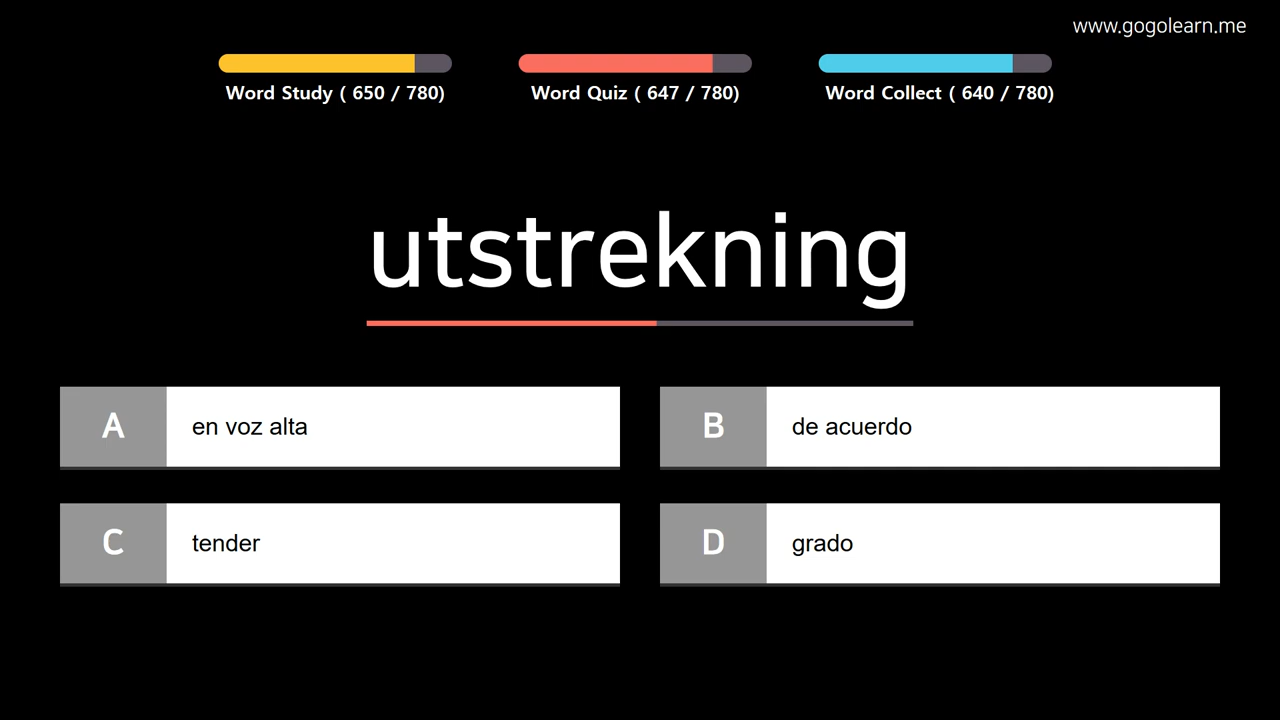 www.gogolearn.me
Word Study ( 650 / 780)
Word Quiz ( 647 / 780)
Word Collect ( 640 / 780)
utstrekning
A en voz alta
B de acuerdo
C tender
D grado